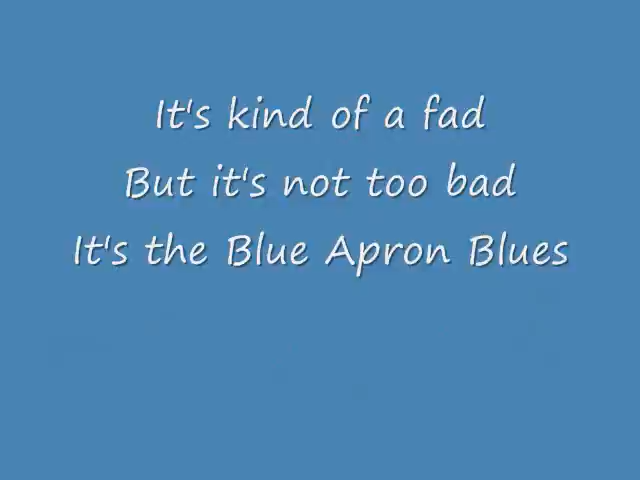 It's kind of a fad
But it's not too bad
It's the Blue Apron Blues